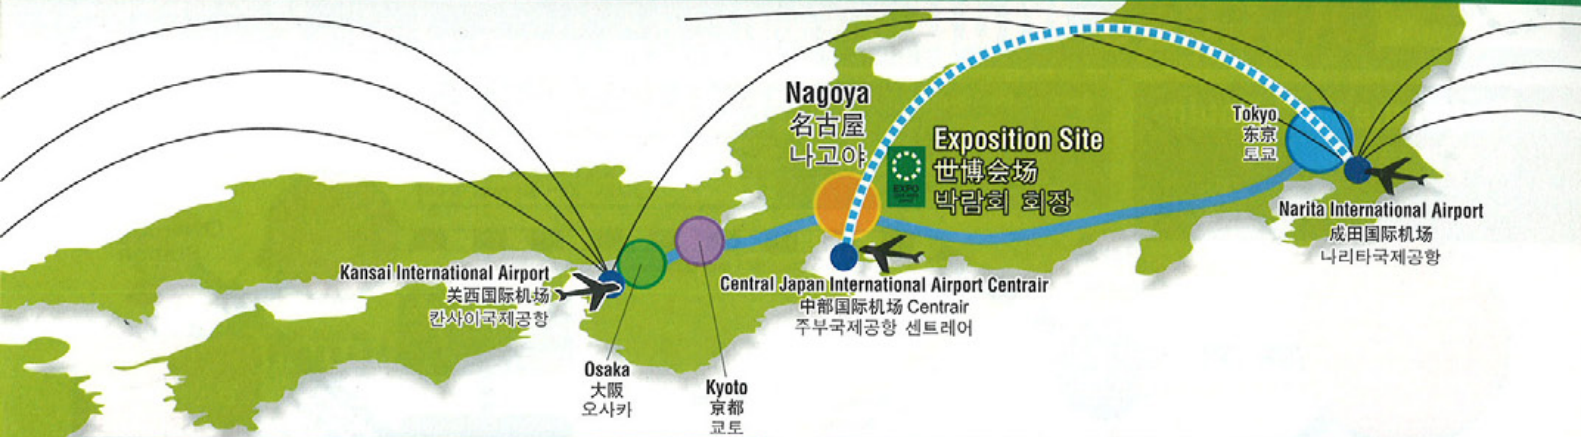 Nagoya
名古屋
나고야
EXPO
Exposition Site
世博会场
박람회 회장
Tokyo
东京
도쿄
Narita International Airport
成田国际机场
나리타국제공항
Kansai International Airport
关西国际机场
칸사이국제공항
Central Japan International Airport Centrair
中部国际机场 Centrair
주부국제공항 센트레어
Osaka
大阪
오사카
Kyoto
京都
교토